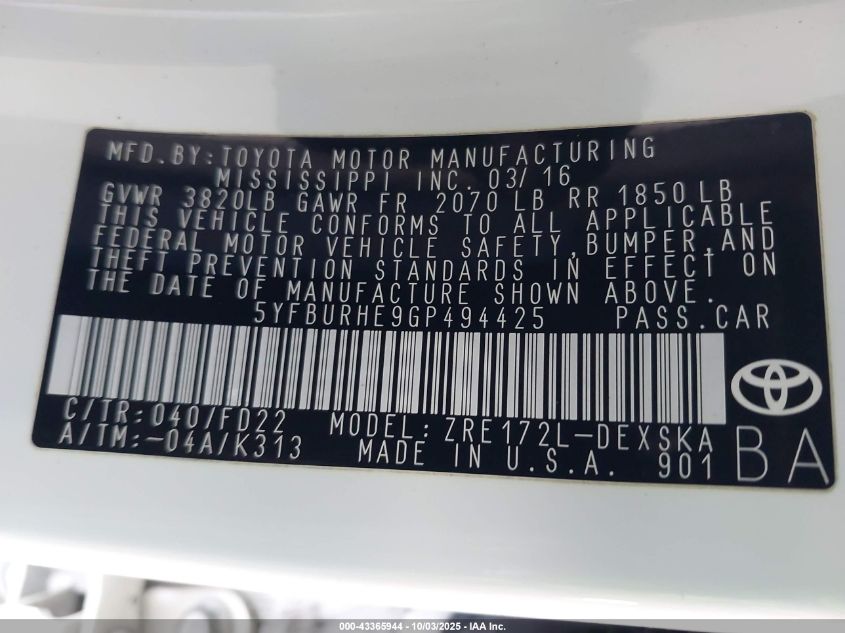 MFD.BY:TOYOTA MOTOR MANUFACTURING
MISSISSIPPI INC. 03/16
GVWR 3820LB GAWR FR 2070 LB RR 1850 LB
THIS VEHICLE CONFORMS TO ALL APPLICABLE
FEDERAL MOTOR VEHICLE SAFETY,BUMPER,AND
THEFT PREVENTION STANDARDS IN EFFECT ON
THE DATE OF MANUFACTURE SHOWN ABOVE.
5YFBURHE9GP494425 PASS.CAR
C/TR:040/FD22 MODEL:ZRE172L-DEXSKA
A/TM:-04A/K313 MADE IN U.S.A. 901 BA
000-43365944 - 10/03/2025 - IAA Inc.